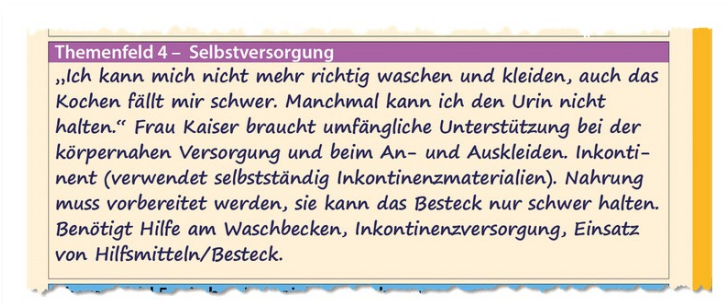 Themenfeld 4 – Selbstversorgung
„Ich kann mich nicht mehr richtig waschen und kleiden, auch das
Kochen fällt mir schwer. Manchmal kann ich den Urin nicht
halten.“ Frau Kaiser braucht umfängliche Unterstützung bei der
körpernahen Versorgung und beim An- und Auskleiden. Inkonti-
nent (verwendet selbstständig Inkontinenzmaterialien). Nahrung
muss vorbereitet werden, sie kann das Besteck nur schwer halten.
Benötigt Hilfe am Waschbecken, Inkontinenzversorgung, Einsatz
von Hilfsmitteln/Besteck.